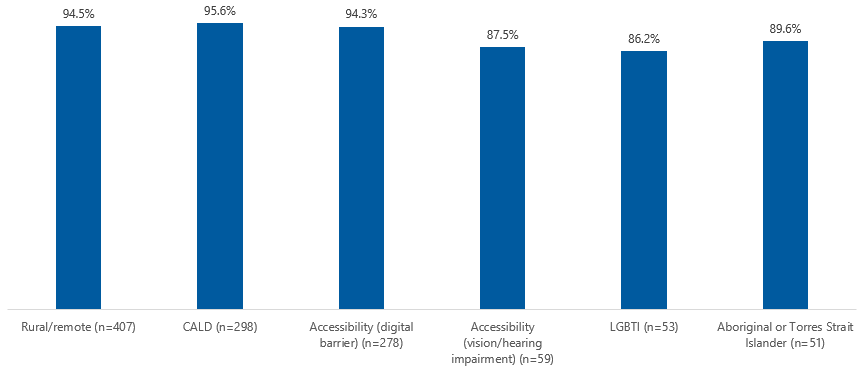 94.5%
95.6%
94.3%
87.5%
86.2%
89.6%
Rural/remote (n=407)
CALD (n=298)
Accessibility (digital
barrier) (n=278)
Accessibility
(vision/hearing
impairment) (n=59)
LGBTI (n=53)
Aboriginal or Torres Strait
Islander (n=51)